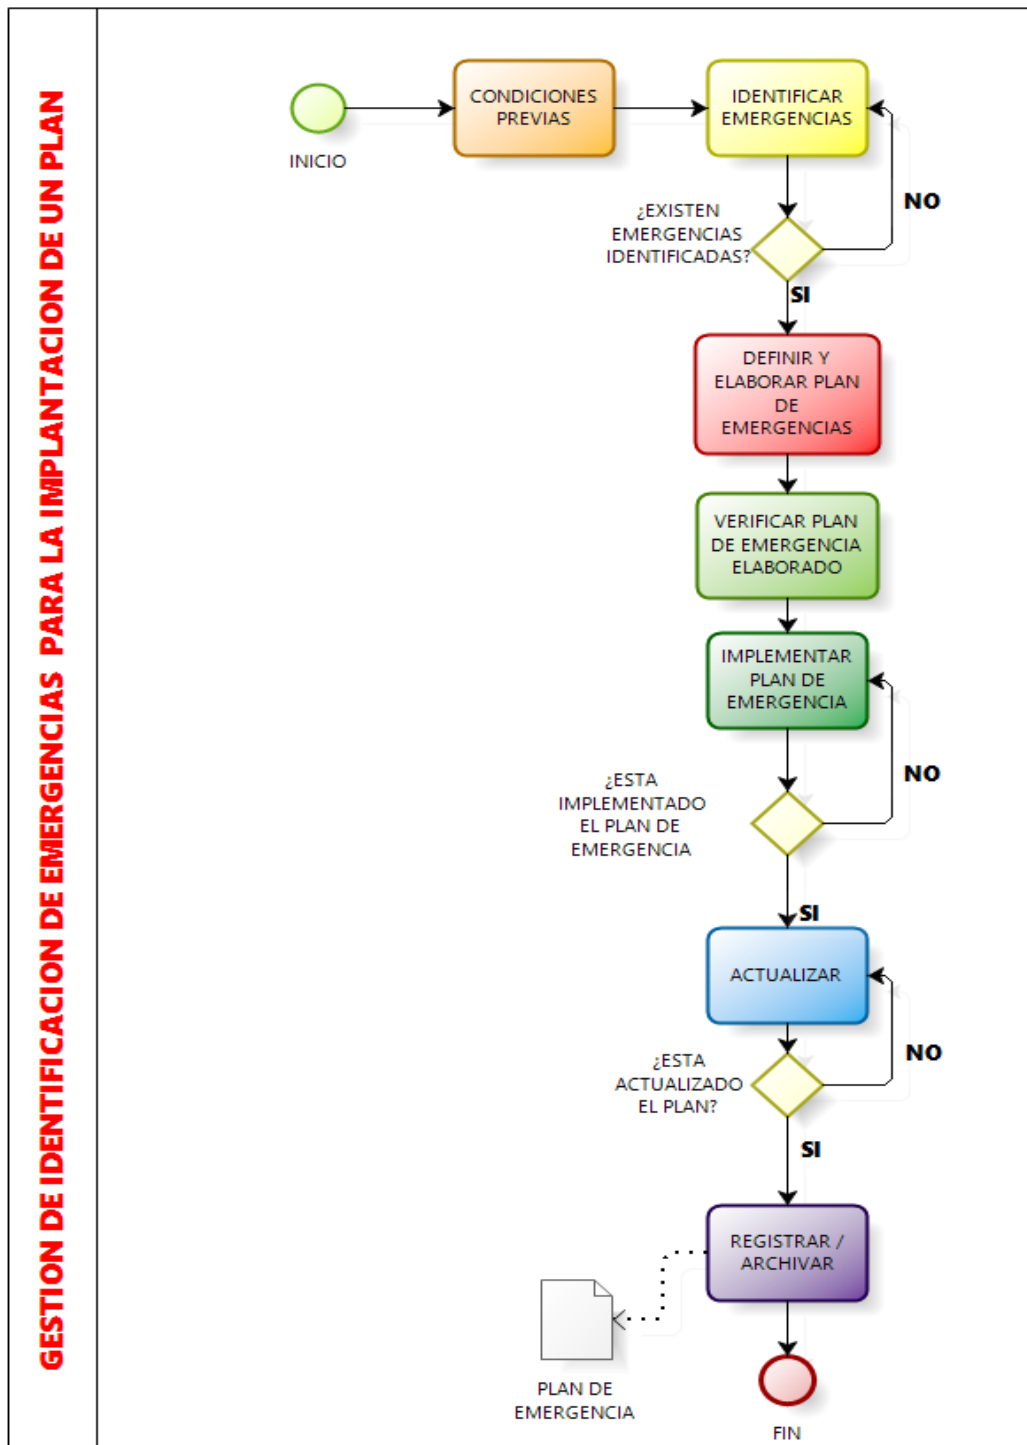 GESTION DE IDENTIFICACION DE EMERGENCIAS PARA LA IMPLANTACION DE UN PLAN
INICIO
CONDICIONES
PREVIAS
IDENTIFICAR
EMERGENCIAS
NO
¿EXISTEN
EMERGENCIAS
IDENTIFICADAS?
SI
DEFINIR Y
ELABORAR PLAN
DE
EMERGENCIAS
VERIFICAR PLAN
DE EMERGENCIA
ELABORADO
IMPLEMENTAR
PLAN DE
EMERGENCIA
NO
¿ESTA
IMPLEMENTADO
EL PLAN DE
EMERGENCIA
SI
ACTUALIZAR
NO
¿ESTA
ACTUALIZADO
EL PLAN?
SI
REGISTRAR /
ARCHIVAR
PLAN DE
EMERGENCIA
FIN